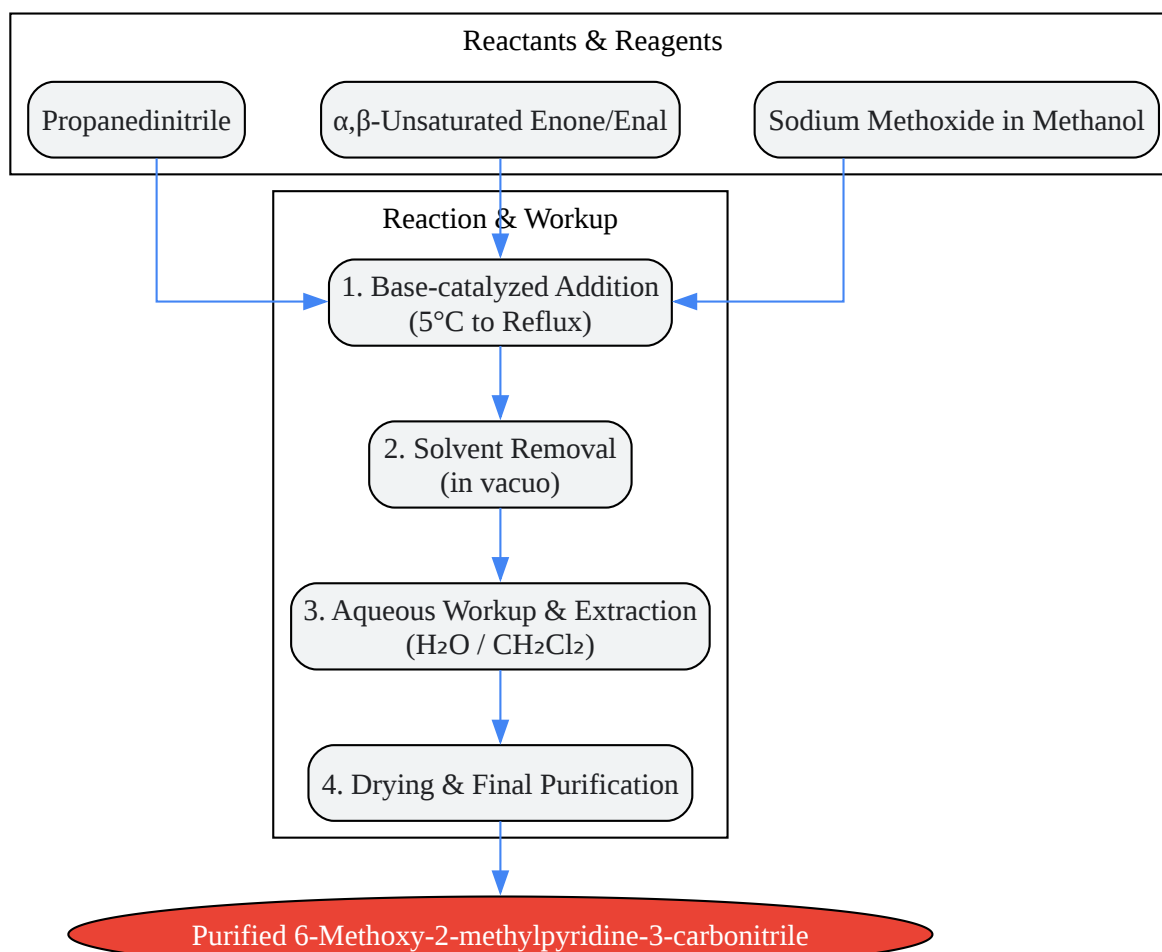 Reactants & Reagents
Propanedinitrile
α,β-Unsaturated Enone/Enal
Sodium Methoxide in Methanol
Reaction & Workup
1. Base-catalyzed Addition
(5°C to Reflux)
2. Solvent Removal
(in vacuo)
3. Aqueous Workup & Extraction
(H₂O / CH₂Cl₂)
4. Drying & Final Purification
Purified 6-Methoxy-2-methylpyridine-3-carbonitrile